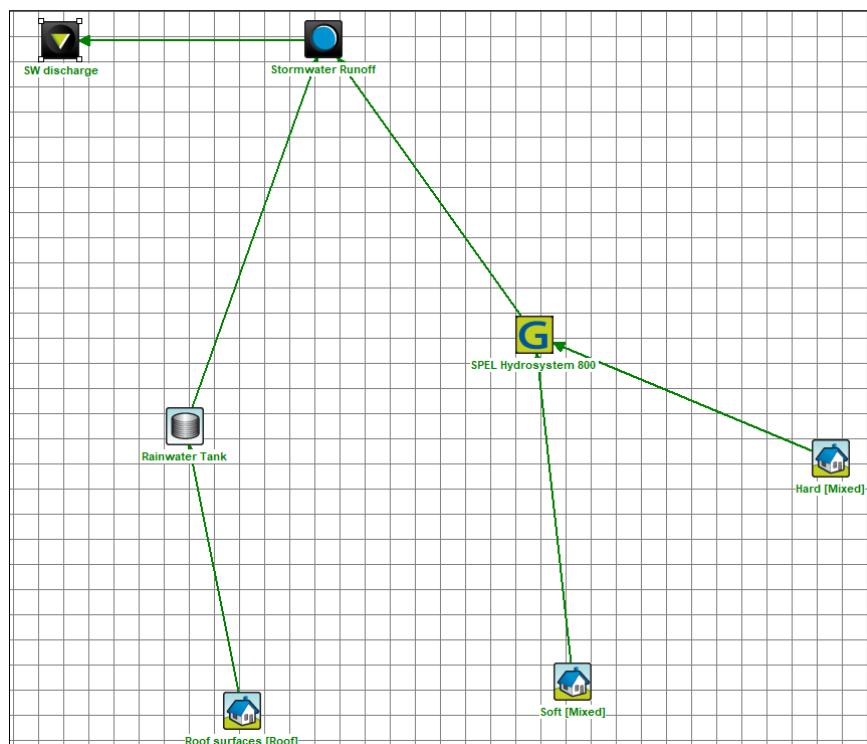 SW discharge
Stormwater Runoff
G
SPEL Hydrosystem 800
Rainwater Tank
Hard [Mixed]
Soft [Mixed]
Roof surfaces [Roof]